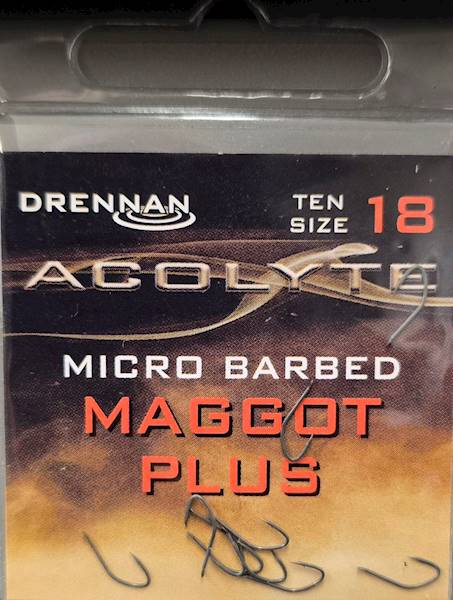 DRENNAN
TEN
SIZE 18
ACOLYTE
MICRO BARBED
MAGGOT
PLUS